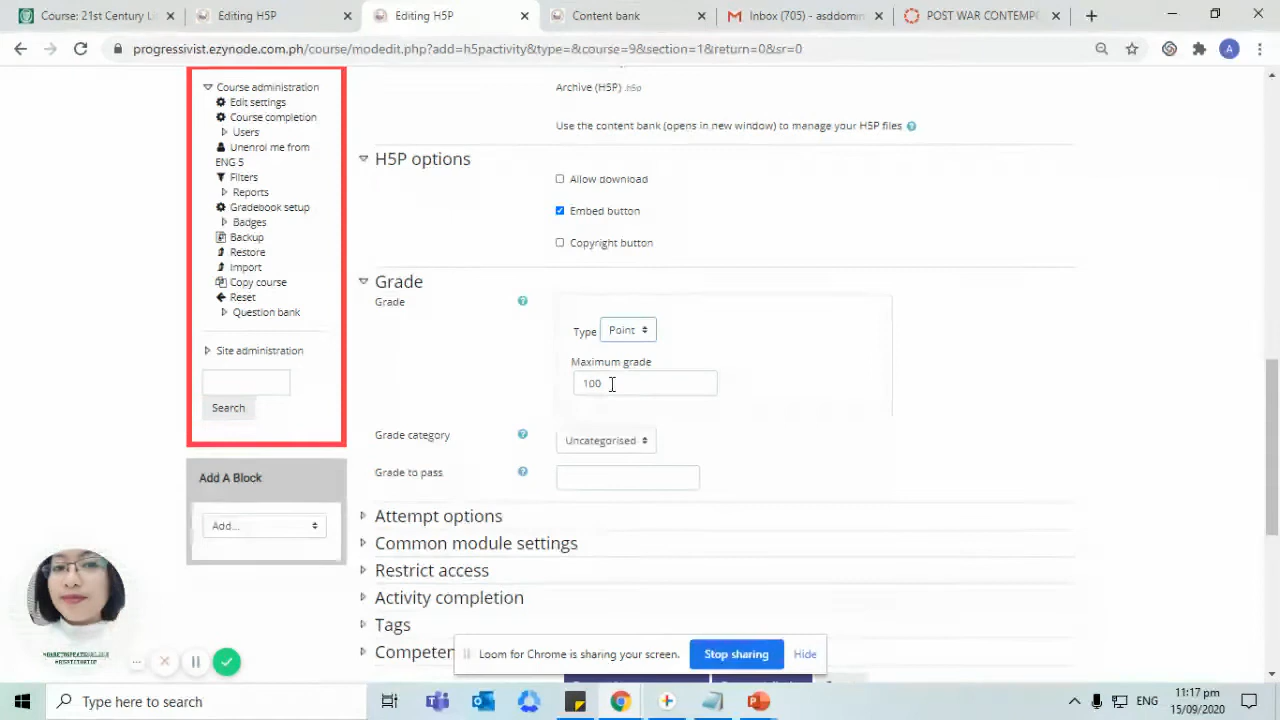 Course: 21st Century L
Editing H5P
Editing H5P
Content bank
Inbox (705) - asddomin
POST WAR CONTEMP
progressivist.ezynode.com.ph/course/modedit.php?add=h5pactivity&type=&course=9&section=1&return=0&sr=0
A
Course administration
Edit settings
Course completion
Users
Unenrol me from
ENG 5
Filters
Reports
Gradebook setup
Badges
Backup
Restore
Import
Copy course
Reset
Question bank
Site administration
Search
Add A Block
Add...
Archive (H5P) .h5p
Use the content bank (opens in new window) to manage your H5P files
H5P options
Allow download
Embed button
Copyright button
Grade
Grade
Type Point
Maximum grade
100
Grade category
Uncategorised
Grade to pass
Attempt options
Common module settings
Restrict access
Activity completion
Tags
Competen
Loom for Chrome is sharing your screen.
Stop sharing
Hide
Type here to search
ENG
11:17 pm
15/09/2020